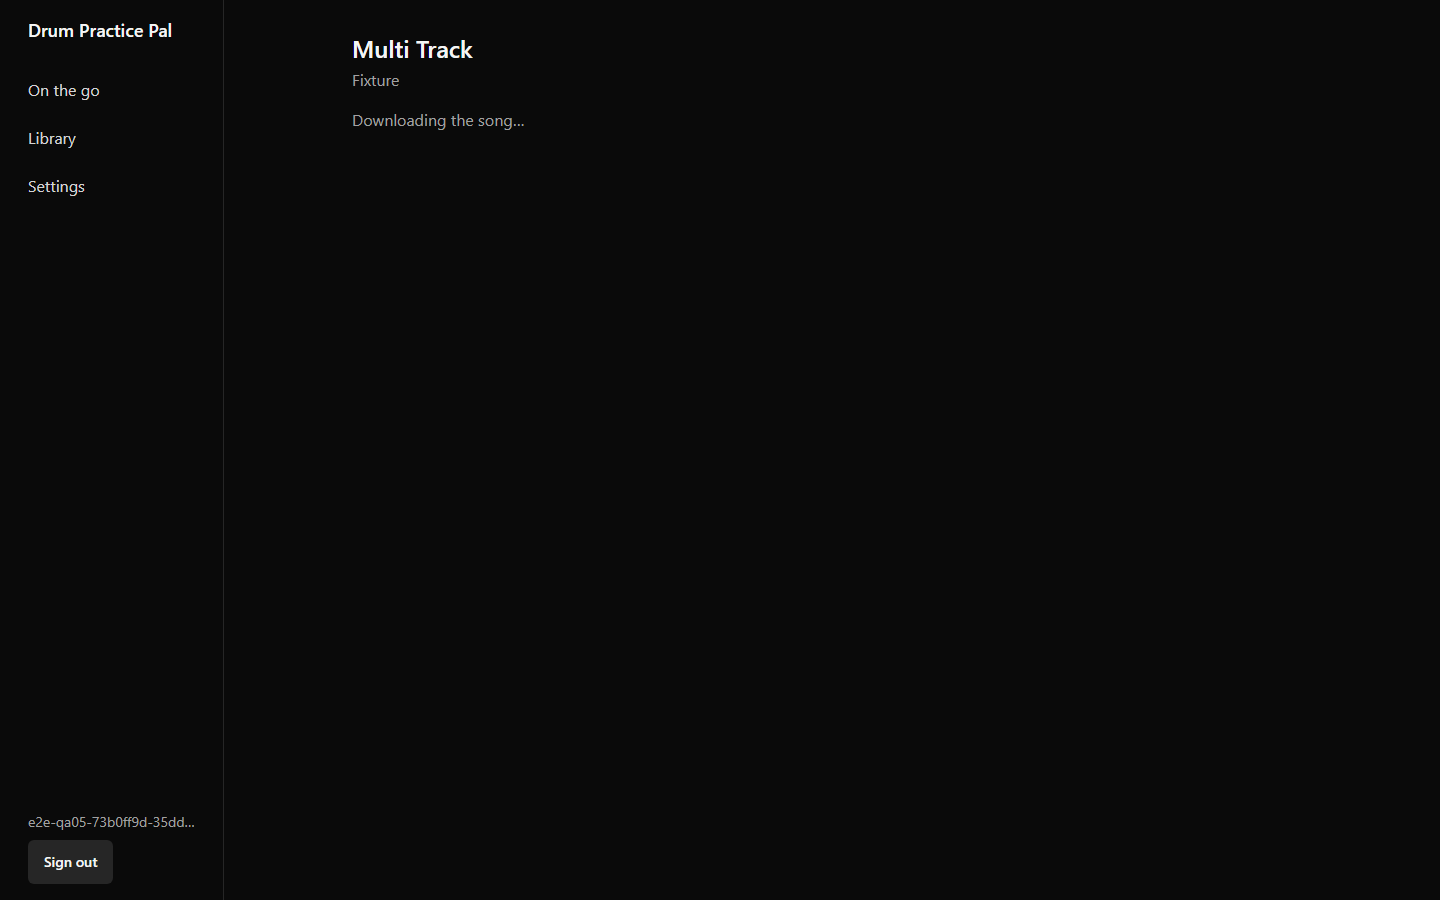 Drum Practice Pal
On the go
Library
Settings
Multi Track
Fixture
Downloading the song...
e2e-qa05-73b0ff9d-35dd...
Sign out